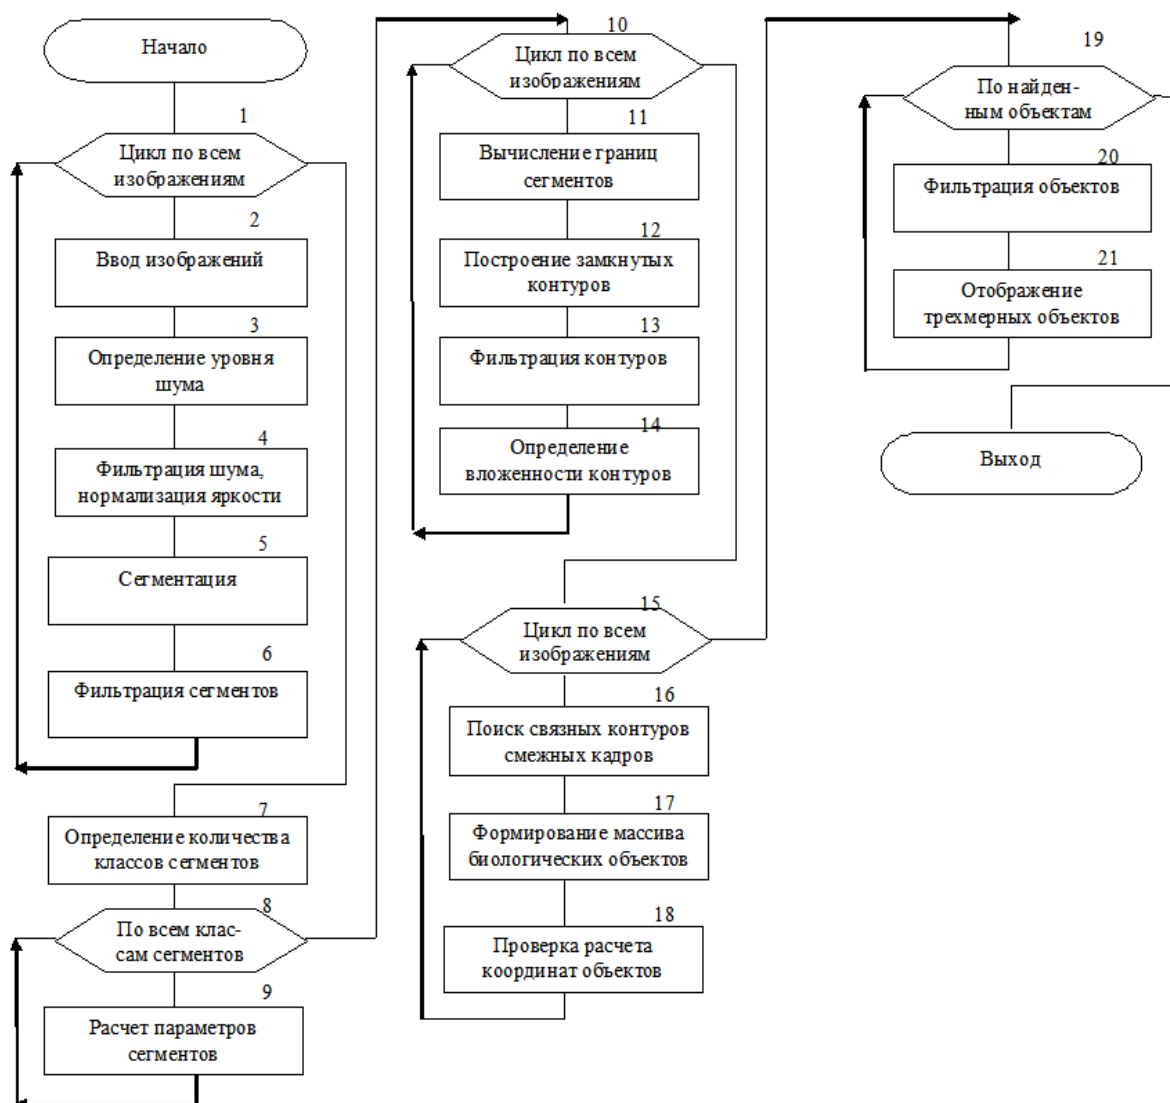 Начало
1
Цикл по всем
изображениям
2
Ввод изображений
3
Определение уровня
шума
4
Фильтрация шума,
нормализация яркости
5
Сегментация
6
Фильтрация сегментов
7
Определение количества
классов сегментов
8
По всем клас-
сам сегментов
9
Расчет параметров
сегментов
10
Цикл по всем
изображениям
11
Вычисление границ
сегментов
12
Построение замкнутых
контуров
13
Фильтрация контуров
14
Определение
вложенности контуров
15
Цикл по всем
изображениям
16
Поиск связных контуров
смежных кадров
17
Формирование массива
биологических объектов
18
Проверка расчета
координат объектов
19
По найден-
ным объектам
20
Фильтрация объектов
21
Отображение
трехмерных объектов
Выход